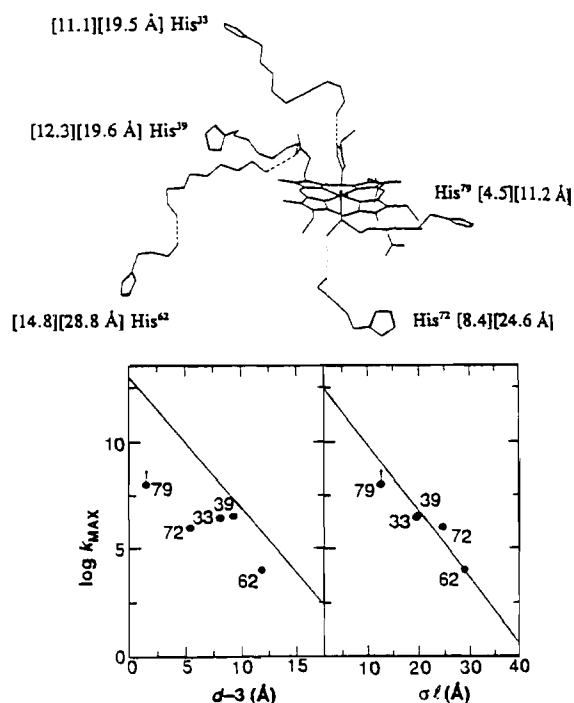 [11.1][19.5 Å] His³³
[12.3][19.6 Å] His³⁹
His⁷⁹ [4.5][11.2 Å]
[14.8][28.8 Å] His⁶²
His⁷² [8.4][24.6 Å]
log k_MAX
10
5
0
79
72
33
39
62
79
33
39
72
62
0 5 10 15
10 20 30 40
d–3 (Å)
σℓ (Å)